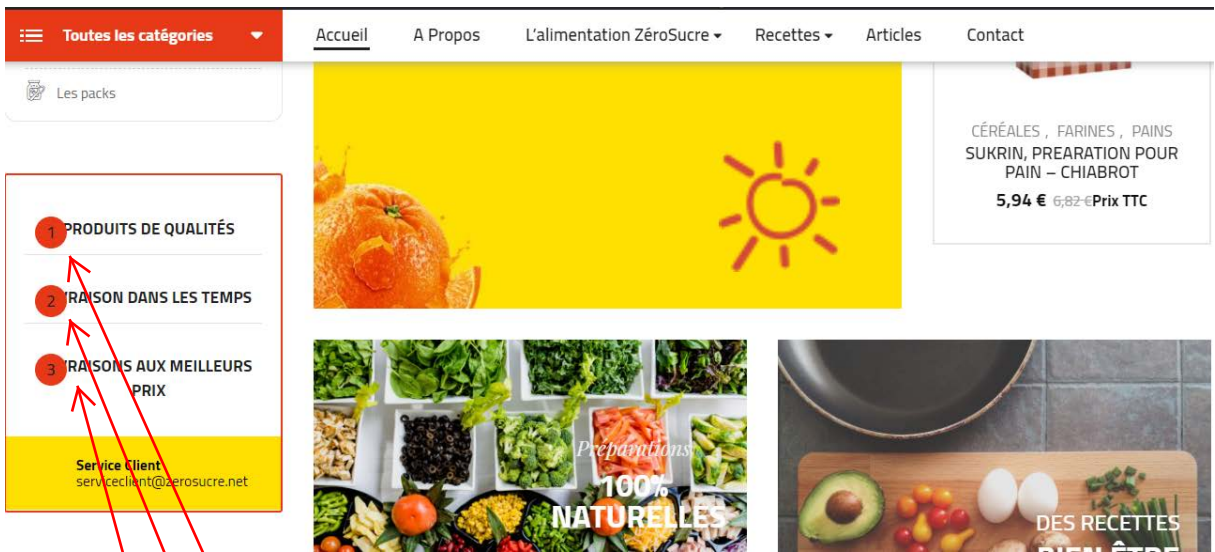 Toutes les catégories
Accueil
A Propos
L'alimentation ZéroSucre
Recettes
Articles
Contact
Les packs
CÉRÉALES , FARINES , PAINS
SUKRIN, PREARATION POUR
PAIN – CHIABROT
5,94 € 6,82 €Prix TTC
1 PRODUITS DE QUALITÉS
2 DANS LES TEMPS
3 AUX MEILLEURS
PRIX
Service Client
serviceclient@zerosucre.net
Préparations
100%
NATURELLES
DES RECETTES
BIEN ÊTRE